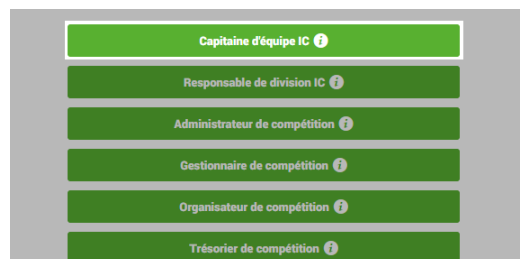 Capitaine d'équipe IC i
Responsable de division IC i
Administrateur de compétition i
Gestionnaire de compétition i
Organisateur de compétition i
Trésorier de compétition i